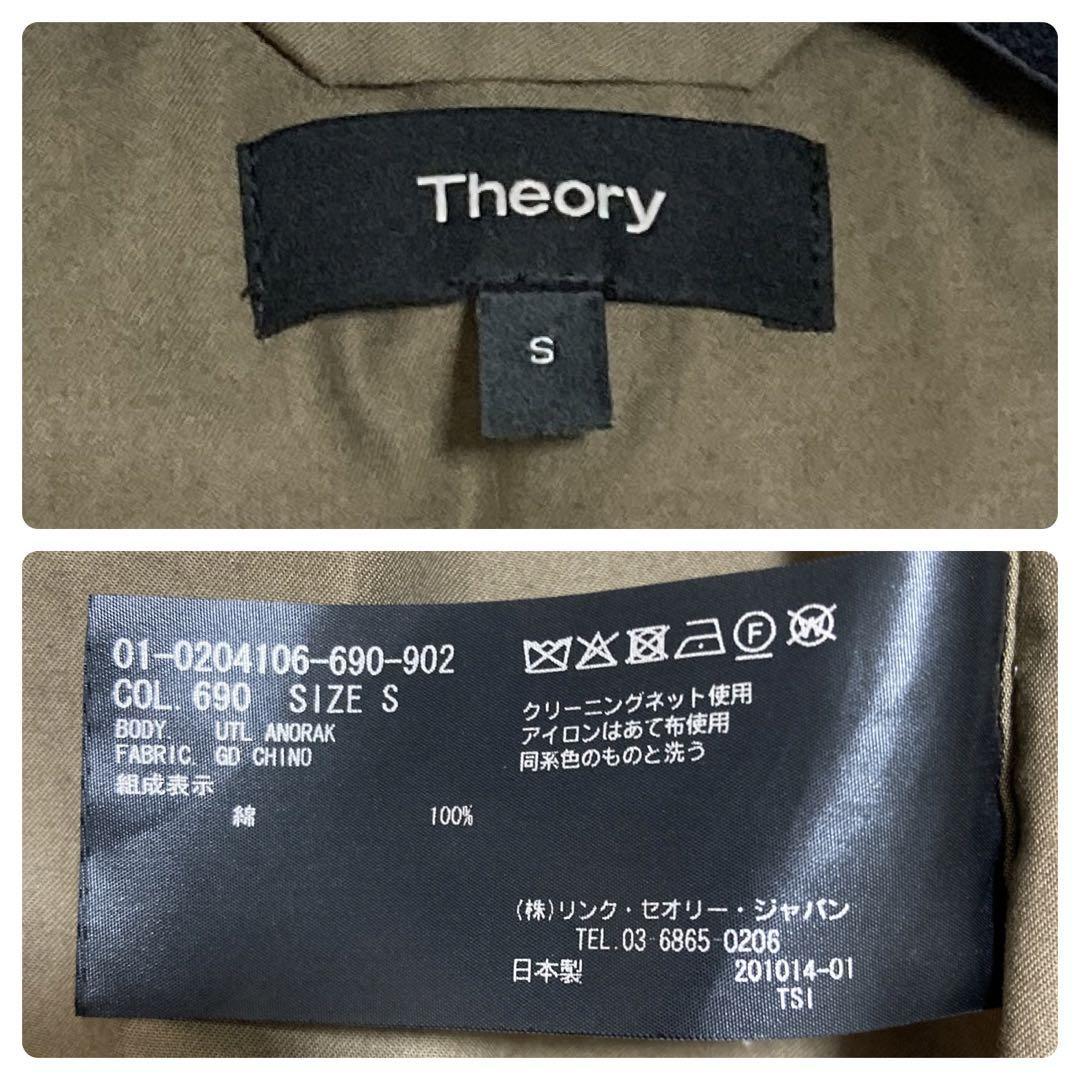 Theory
S
01-0204106-690-902
COL. 690 SIZE S
BODY. UTL ANORAK
FABRIC GD CHINO
組成表示
綿 100%
F W
クリーニングネット使用
アイロンはあて布使用
同系色のものと洗う
(株)リンク・セオリー・ジャパン
TEL.03-6865-0206
日本製 201014-01
TSI